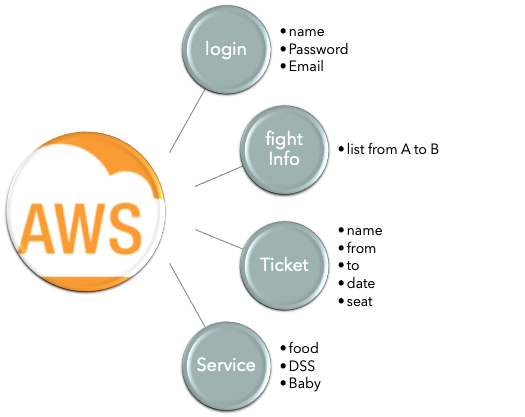 login
• name
• Password
• Email
fight
Info
• list from A to B
AWS
Ticket
• name
• from
• to
• date
• seat
Service
• food
• DSS
• Baby